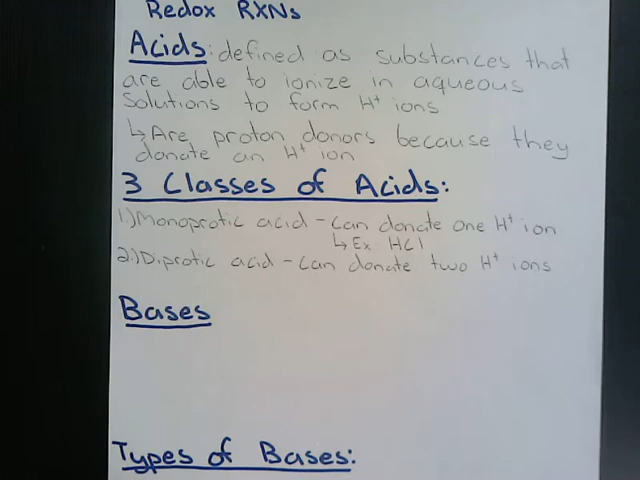 Redox RXNs
Acids: defined as substances that
are able to ionize in aqueous
solutions to form H⁺ ions
↳Are proton donors because they
donate an H⁺ ion
3 Classes of Acids:
1.) Monoprotic acid - can donate one H⁺ ion
↳Ex HCl
2.) Diprotic acid - can donate two H⁺ ions
Bases
Types of Bases: